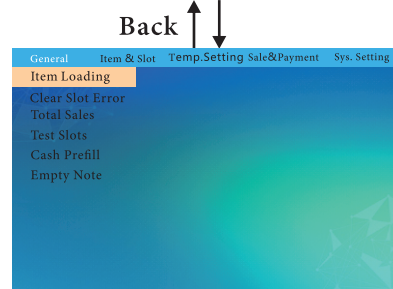 Back
General Item & Slot Temp.Setting Sale&Payment Sys. Setting
Item Loading
Clear Slot Error
Total Sales
Test Slots
Cash Prefill
Empty Note